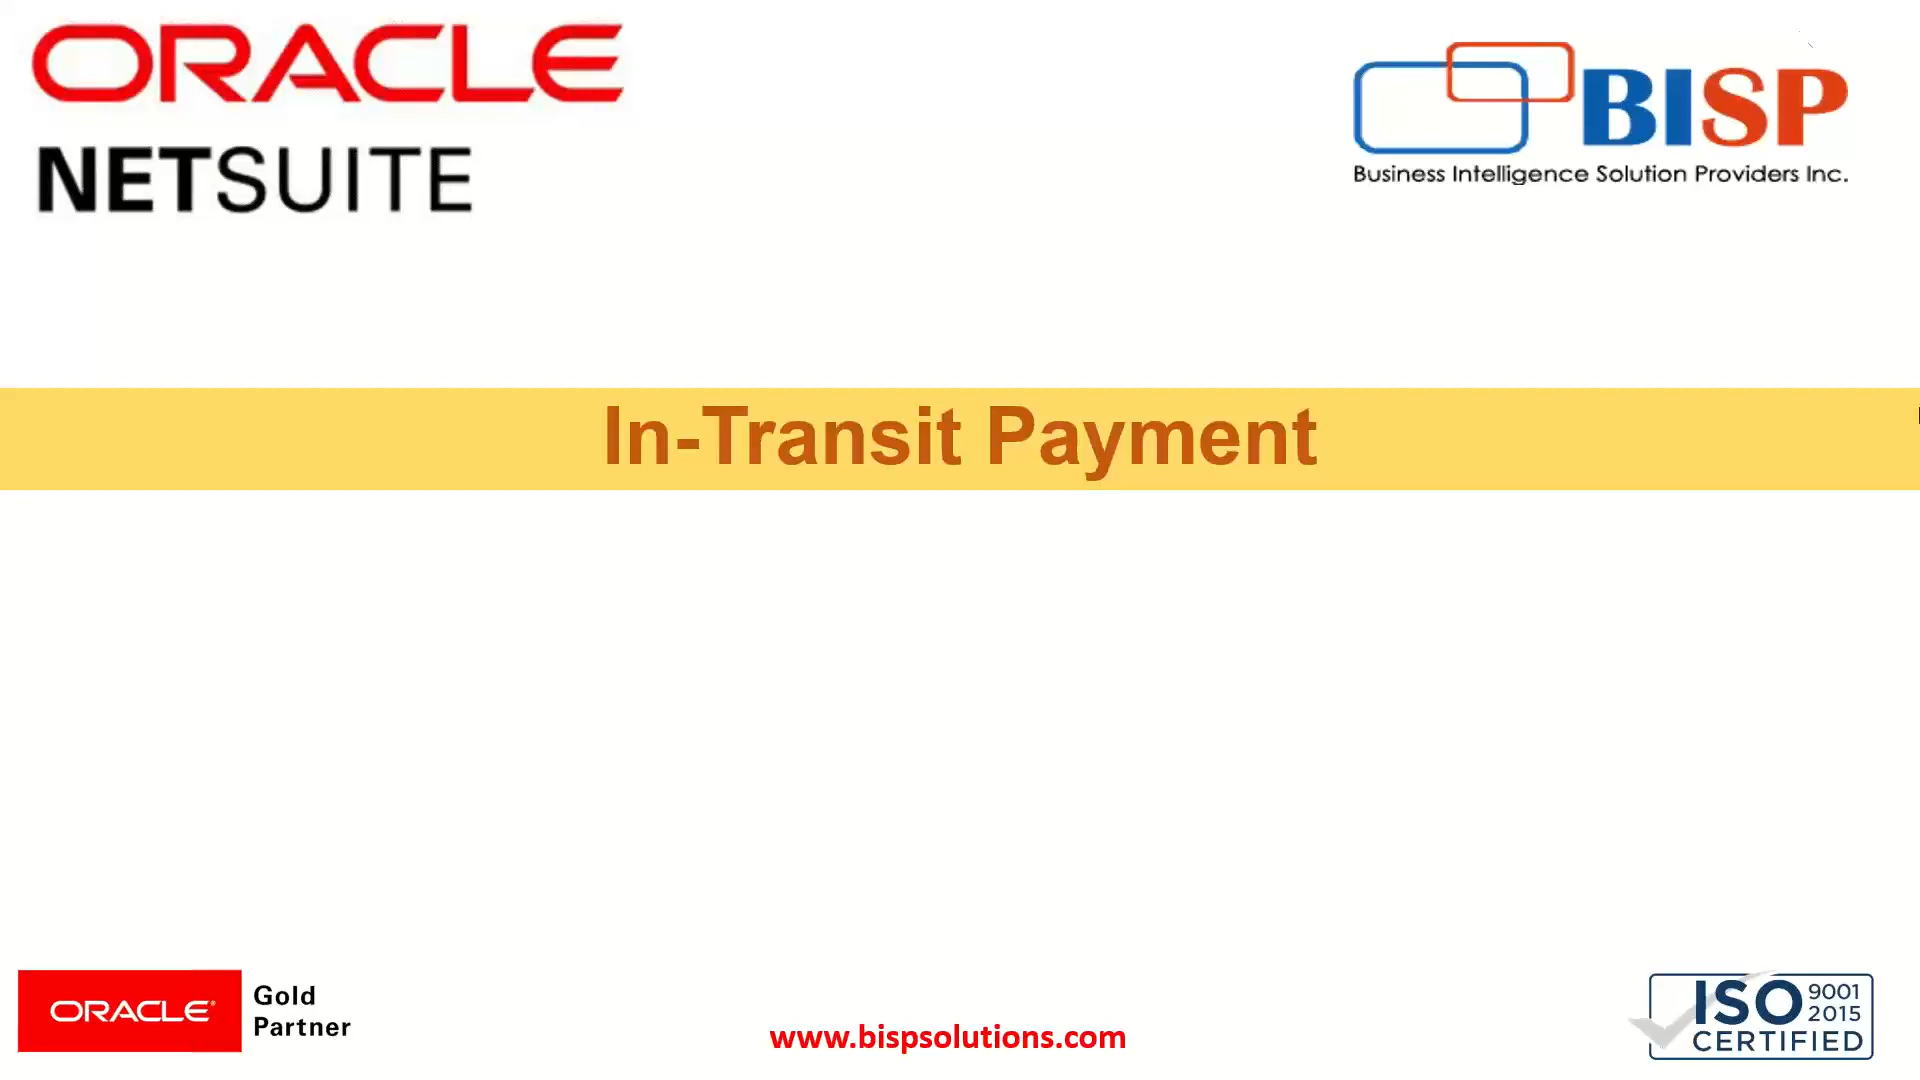 ORACLE
NETSUITE
BISP
Business Intelligence Solution Providers Inc.
In-Transit Payment
ORACLE®
Gold
Partner
www.bispsolutions.com
ISO 9001
2015
CERTIFIED